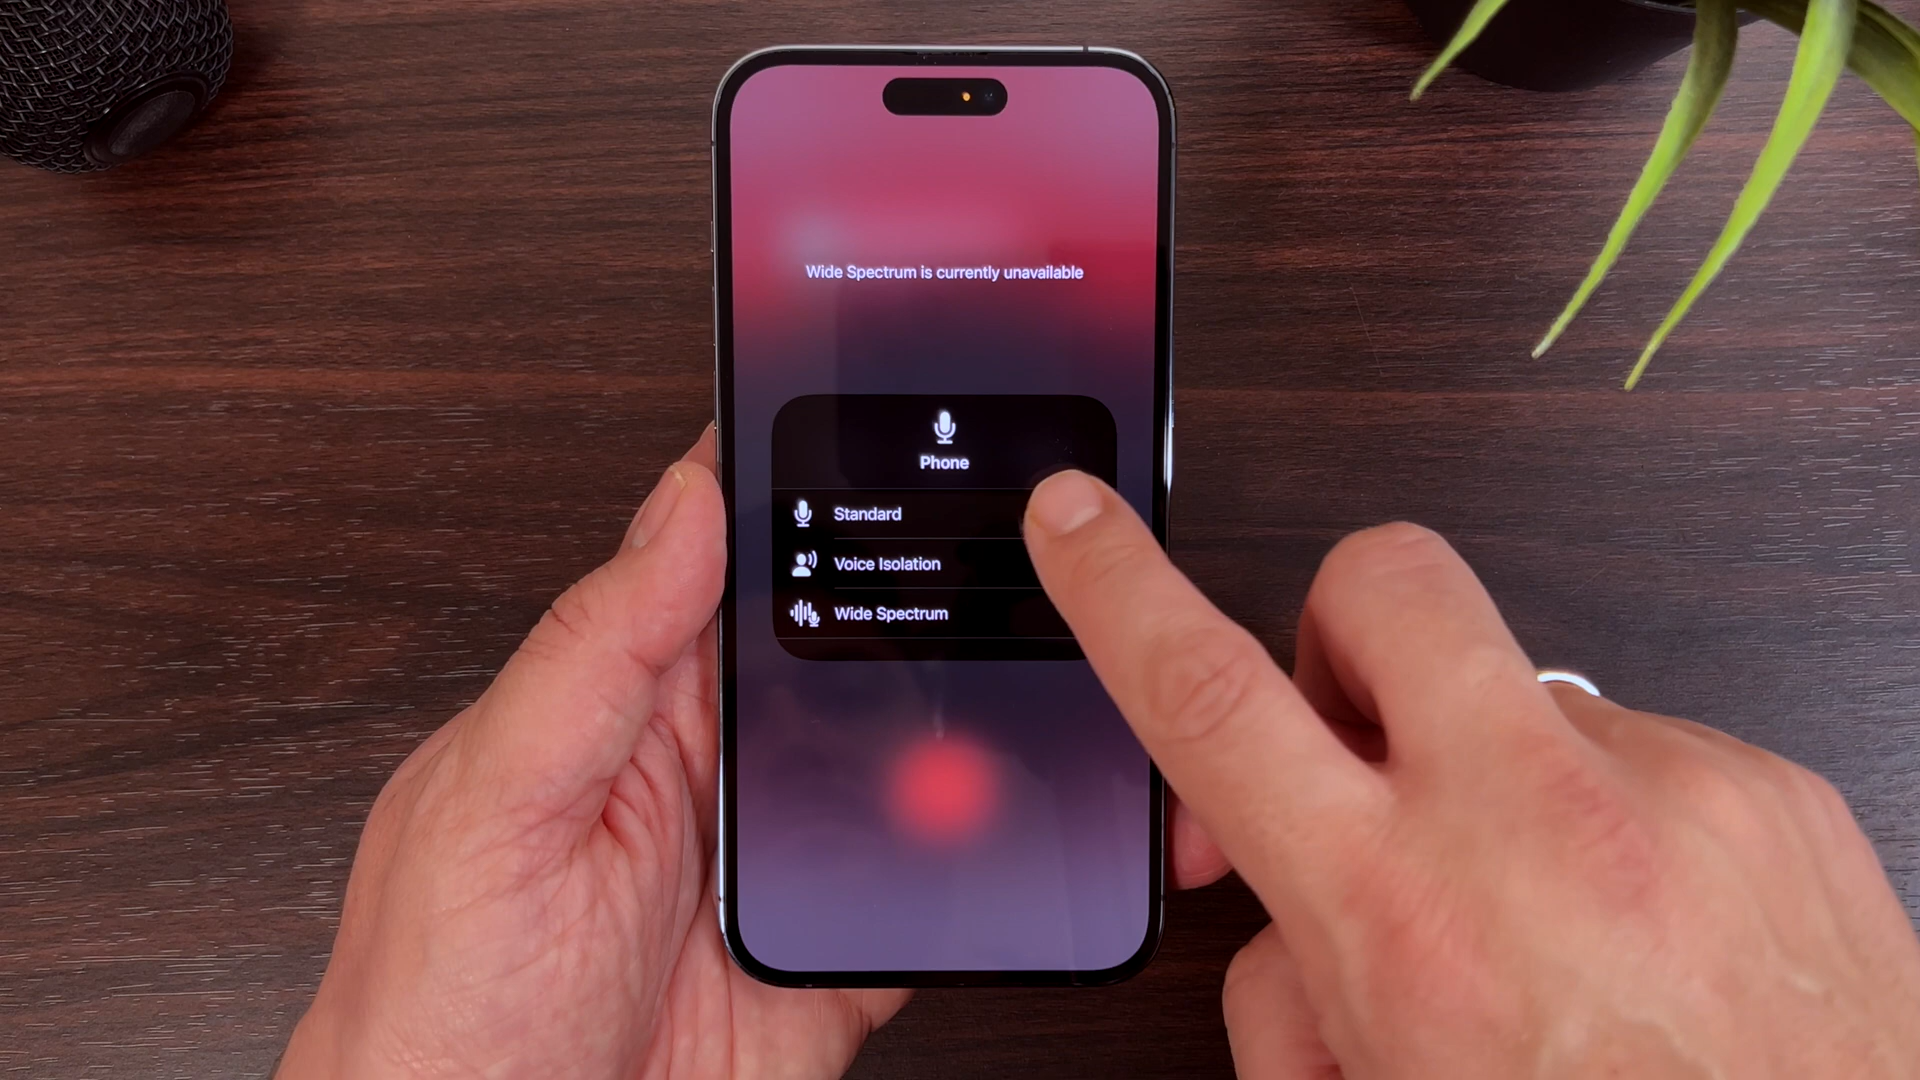 Wide Spectrum is currently unavailable
Phone
Standard
Voice Isolation
Wide Spectrum